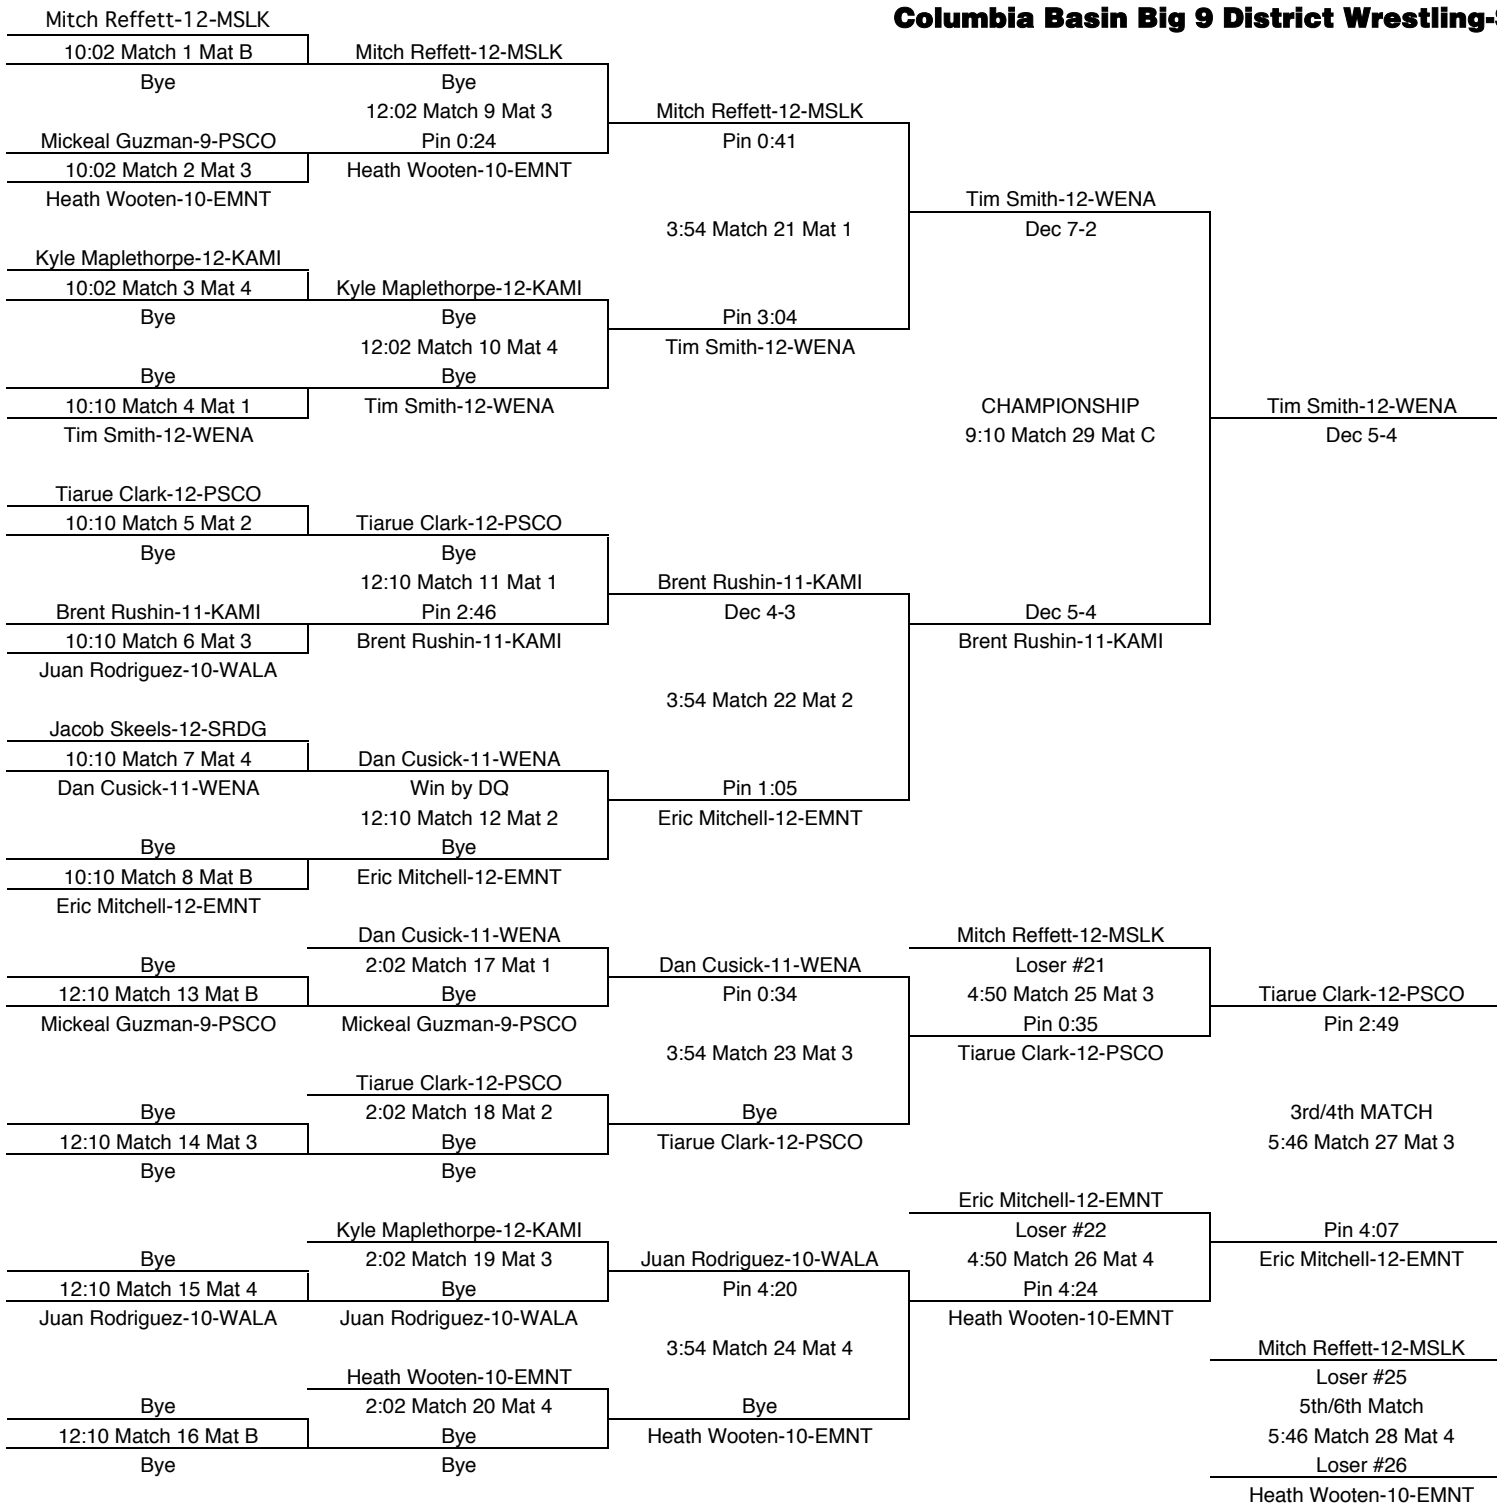 Mitch Reffett-12-MSLK
Columbia Basin Big 9 District Wrestling-
10:02 Match 1 Mat B
Mitch Reffett-12-MSLK
Bye
Bye
12:02 Match 9 Mat 3
Mitch Reffett-12-MSLK
Mickeal Guzman-9-PSCO
Pin 0:24
Pin 0:41
10:02 Match 2 Mat 3
Heath Wooten-10-EMNT
Heath Wooten-10-EMNT
Tim Smith-12-WENA
3:54 Match 21 Mat 1
Dec 7-2
Kyle Maplethorpe-12-KAMI
10:02 Match 3 Mat 4
Kyle Maplethorpe-12-KAMI
Bye
Bye
Pin 3:04
12:02 Match 10 Mat 4
Tim Smith-12-WENA
Bye
Bye
10:10 Match 4 Mat 1
Tim Smith-12-WENA
CHAMPIONSHIP
Tim Smith-12-WENA
Tim Smith-12-WENA
9:10 Match 29 Mat C
Dec 5-4
Tiarue Clark-12-PSCO
10:10 Match 5 Mat 2
Tiarue Clark-12-PSCO
Bye
Bye
12:10 Match 11 Mat 1
Brent Rushin-11-KAMI
Brent Rushin-11-KAMI
Pin 2:46
Dec 4-3
Dec 5-4
10:10 Match 6 Mat 3
Brent Rushin-11-KAMI
Brent Rushin-11-KAMI
Juan Rodriguez-10-WALA
3:54 Match 22 Mat 2
Jacob Skeels-12-SRDG
10:10 Match 7 Mat 4
Dan Cusick-11-WENA
Dan Cusick-11-WENA
Win by DQ
Pin 1:05
12:10 Match 12 Mat 2
Eric Mitchell-12-EMNT
Bye
Bye
10:10 Match 8 Mat B
Eric Mitchell-12-EMNT
Eric Mitchell-12-EMNT
Dan Cusick-11-WENA
Mitch Reffett-12-MSLK
Bye
2:02 Match 17 Mat 1
Dan Cusick-11-WENA
Loser #21
12:10 Match 13 Mat B
Bye
Pin 0:34
4:50 Match 25 Mat 3
Tiarue Clark-12-PSCO
Mickeal Guzman-9-PSCO
Mickeal Guzman-9-PSCO
Pin 0:35
Pin 2:49
3:54 Match 23 Mat 3
Tiarue Clark-12-PSCO
Tiarue Clark-12-PSCO
Bye
2:02 Match 18 Mat 2
Bye
3rd/4th MATCH
12:10 Match 14 Mat 3
Bye
Tiarue Clark-12-PSCO
5:46 Match 27 Mat 3
Bye
Bye
Eric Mitchell-12-EMNT
Kyle Maplethorpe-12-KAMI
Loser #22
Pin 4:07
Bye
2:02 Match 19 Mat 3
Juan Rodriguez-10-WALA
4:50 Match 26 Mat 4
Eric Mitchell-12-EMNT
12:10 Match 15 Mat 4
Bye
Pin 4:20
Pin 4:24
Juan Rodriguez-10-WALA
Juan Rodriguez-10-WALA
Heath Wooten-10-EMNT
3:54 Match 24 Mat 4
Mitch Reffett-12-MSLK
Heath Wooten-10-EMNT
Loser #25
Bye
2:02 Match 20 Mat 4
Bye
5th/6th Match
12:10 Match 16 Mat B
Bye
Heath Wooten-10-EMNT
5:46 Match 28 Mat 4
Bye
Bye
Loser #26
Heath Wooten-10-EMNT